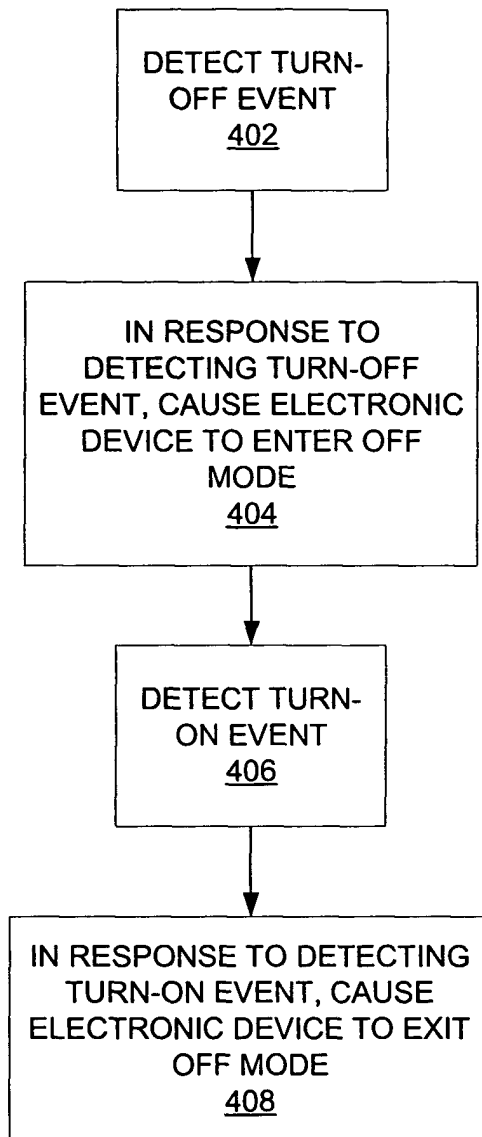 DETECT TURN-
OFF EVENT
402
IN RESPONSE TO
DETECTING TURN-OFF
EVENT, CAUSE ELECTRONIC
DEVICE TO ENTER OFF
MODE
404
DETECT TURN-
ON EVENT
406
IN RESPONSE TO DETECTING
TURN-ON EVENT, CAUSE
ELECTRONIC DEVICE TO EXIT
OFF MODE
408